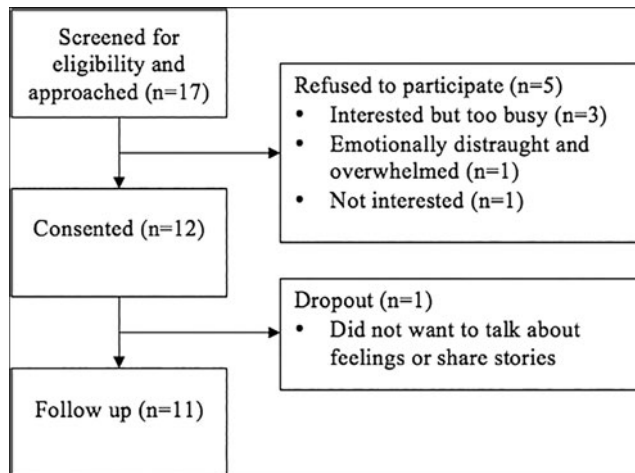 Screened for
eligibility and
approached (n=17)
Refused to participate (n=5)
• Interested but too busy (n=3)
• Emotionally distraught and
overwhelmed (n=1)
• Not interested (n=1)
Consented (n=12)
Dropout (n=1)
• Did not want to talk about
feelings or share stories
Follow up (n=11)